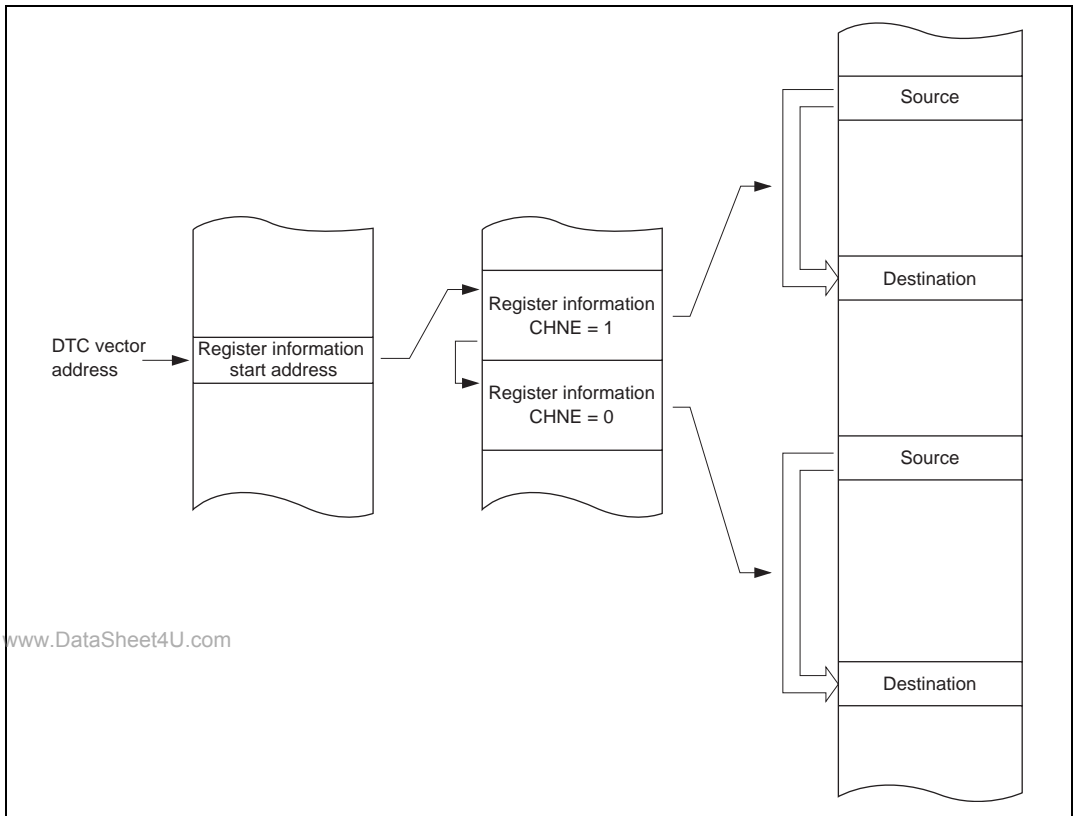 DTC vector
address
Register information
start address
Register information
CHNE = 1
Register information
CHNE = 0
Source
Destination
Source
Destination
www.DataSheet4U.com